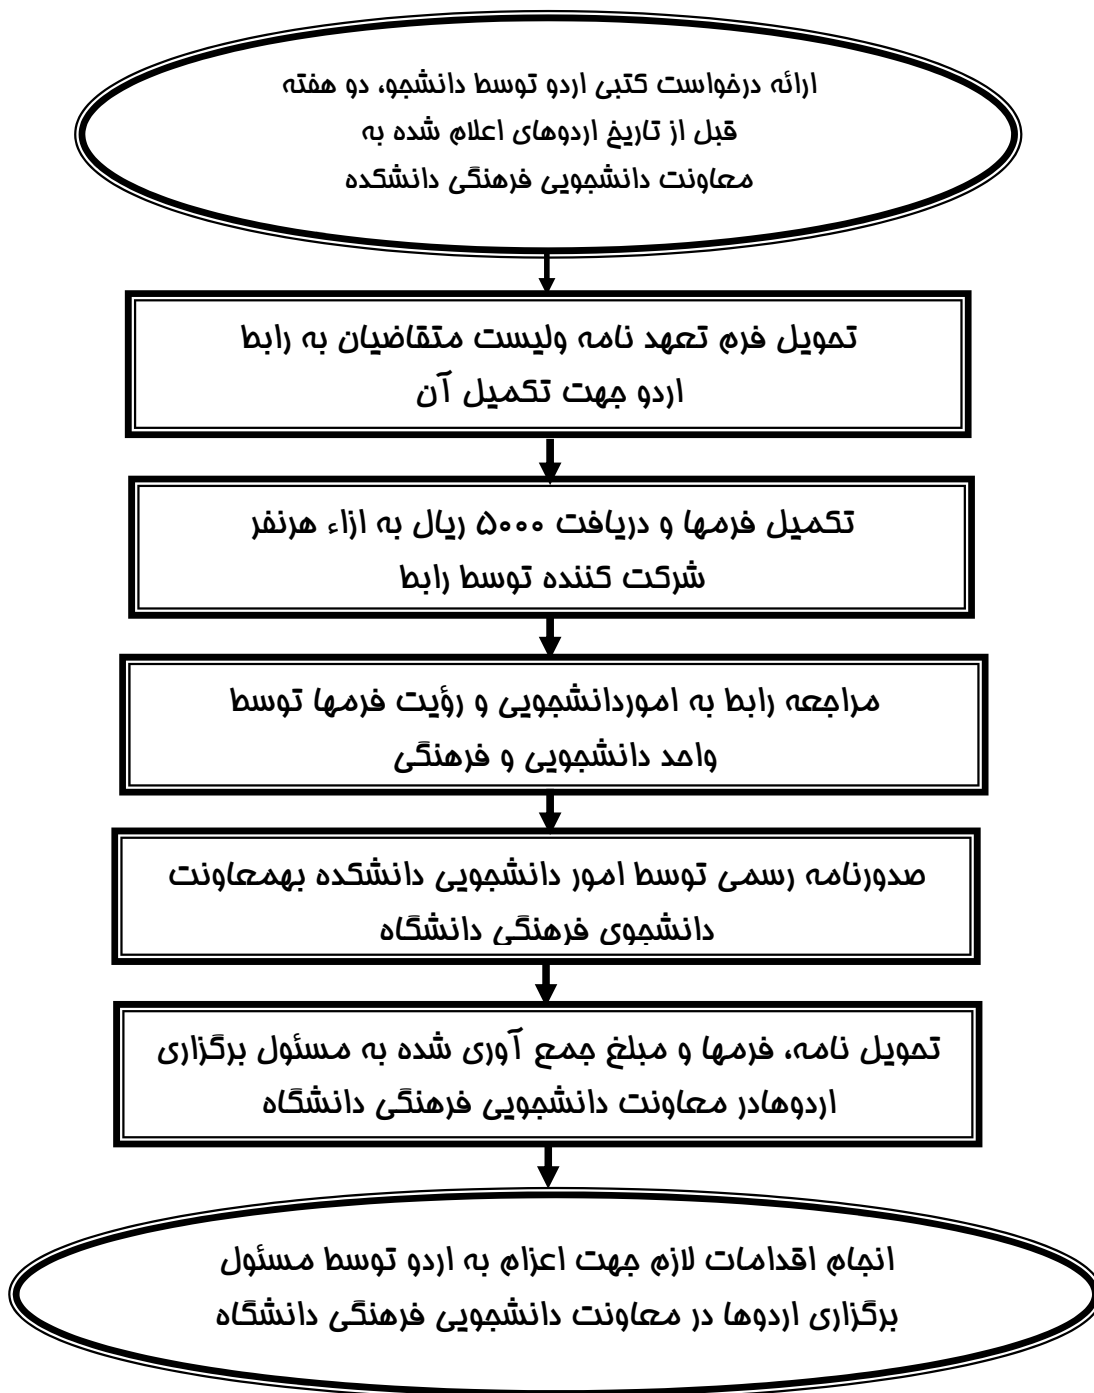 ارائه درخواست کتبی اردو توسط دانشجو، دو هفته
قبل از تاریخ اردوهای اعلام شده به
معاونت دانشجویی فرهنگی دانشکده
تحویل فرم تعهد نامه ولیست متقاضیان به رابط
اردو جهت تکمیل آن
تکمیل فرمها و دریافت ۵۰۰۰ ریال به ازاء هرنفر
شرکت کننده توسط رابط
مراجعه رابط به اموردانشجویی و رؤیت فرمها توسط
واحد دانشجویی و فرهنگی
صدورنامه رسمی توسط امور دانشجویی دانشکده بهمعاونت
دانشجوی فرهنگی دانشگاه
تحویل نامه، فرمها و مبلغ جمع آوری شده به مسئول برگزاری
اردوهادر معاونت دانشجویی فرهنگی دانشگاه
انجام اقدامات لازم جهت اعزام به اردو توسط مسئول
برگزاری اردوها در معاونت دانشجویی فرهنگی دانشگاه